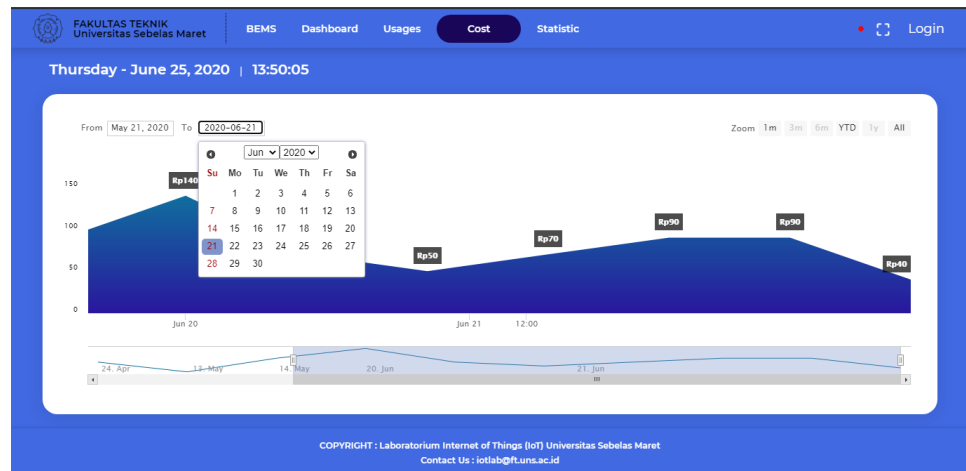 FAKULTAS TEKNIK
Universitas Sebelas Maret
BEMS Dashboard Usages Cost Statistic Login
Thursday - June 25, 2020 | 13:50:05
From May 21, 2020 To 2020-06-21
Zoom 1m 3m 6m YTD 1y All
Jun 2020
Su Mo Tu We Th Fr Sa
1 2 3 4 5 6
7 8 9 10 11 12 13
14 15 16 17 18 19 20
21 22 23 24 25 26 27
28 29 30
150
100
50
0
Rp140
Rp50
Rp70
Rp90
Rp90
Rp40
Jun 20 Jun 21 12:00
24. Apr 13. May 14. May 20. Jun 21. Jun
COPYRIGHT : Laboratorium Internet of Things (IoT) Universitas Sebelas Maret
Contact Us : iotlab@ft.uns.ac.id